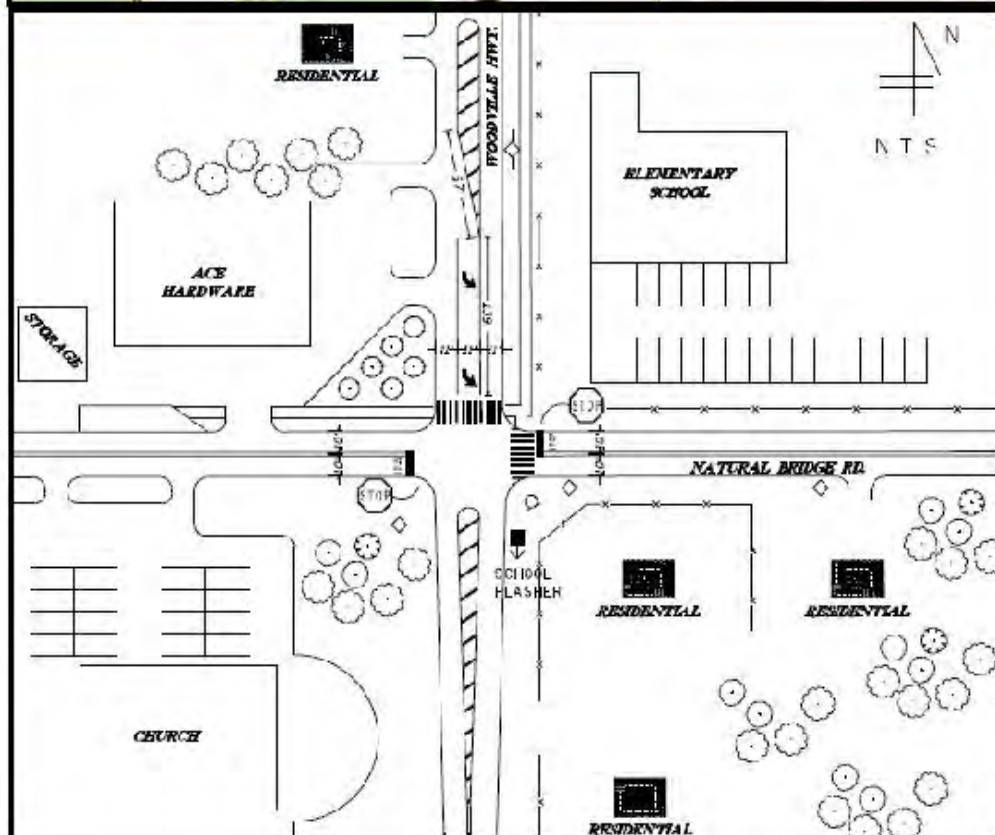 RESIDENTIAL
WOODVILLE HWY.
N
N T S
ELEMENTARY
SCHOOL
ACE
HARDWARE
STORAGE
STOP
NATURAL BRIDGE RD.
STOP
SCHOOL
FLASHER
RESIDENTIAL
RESIDENTIAL
CHURCH
RESIDENTIAL